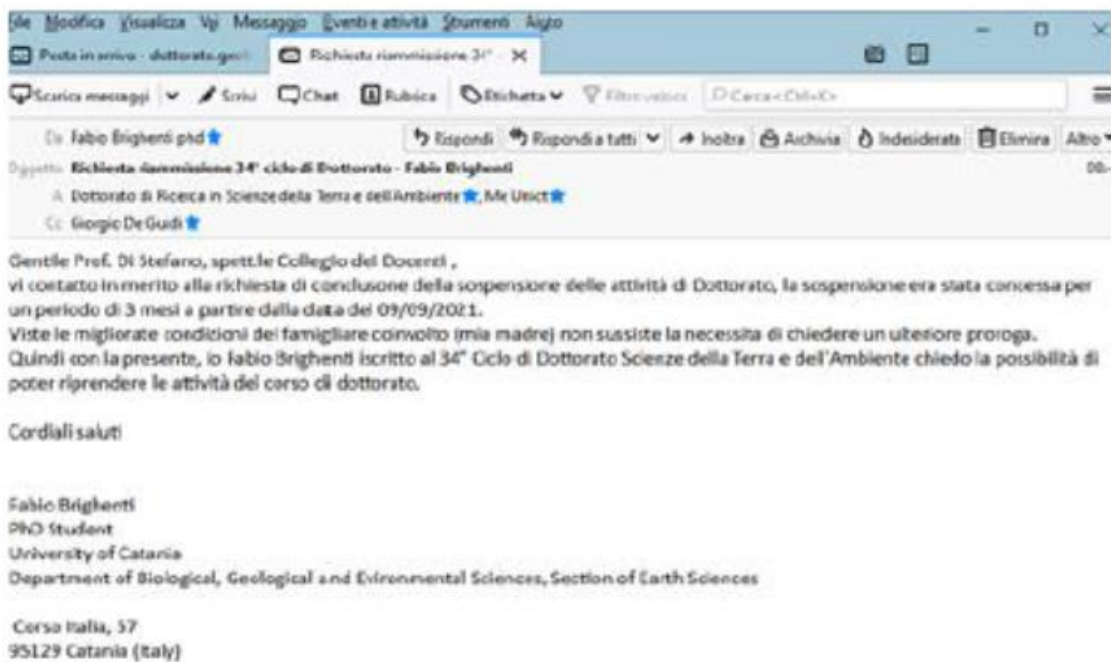 File Modifica Visualizza Vai Messaggio Eventi e attività Strumenti Aiuto
Posta in arrivo - dottorato.geo Richiesta riammissione 34°
Scarica messaggi Scrivi Chat Rubrica Etichetta Filtro veloce Cerca <Ctrl+K>
Da Fabio Brighenti phd Rispondi Rispondi a tutti Inoltra Archivia Indesiderata Elimina Altro
Oggetto Richiesta riammissione 34° ciclo di Dottorato - Fabio Brighenti
A Dottorato di Ricerca in Scienze della Terra e dell'Ambiente, Me Unict
Cc Giorgio De Guidi
Gentile Prof. Di Stefano, spett.le Collegio dei Docenti ,
vi contatto in merito alla richiesta di conclusone della sospensione delle attività di Dottorato, la sospensione era stata concessa per
un periodo di 3 mesi a partire dalla data del 09/09/2021.
Viste le migliorate condizioni del famigliare coinvolto (mia madre) non sussiste la necessita di chiedere un ulteriore proroga.
Quindi con la presente, io Fabio Brighenti iscritto al 34° Ciclo di Dottorato Scienze della Terra e dell'Ambiente chiedo la possibilità di
poter riprendere le attività del corso di dottorato.
Cordiali saluti
Fabio Brighenti
PhD Student
University of Catania
Department of Biological, Geological and Evironmental Sciences, Section of Earth Sciences
Corso Italia, 57
95129 Catania (Italy)